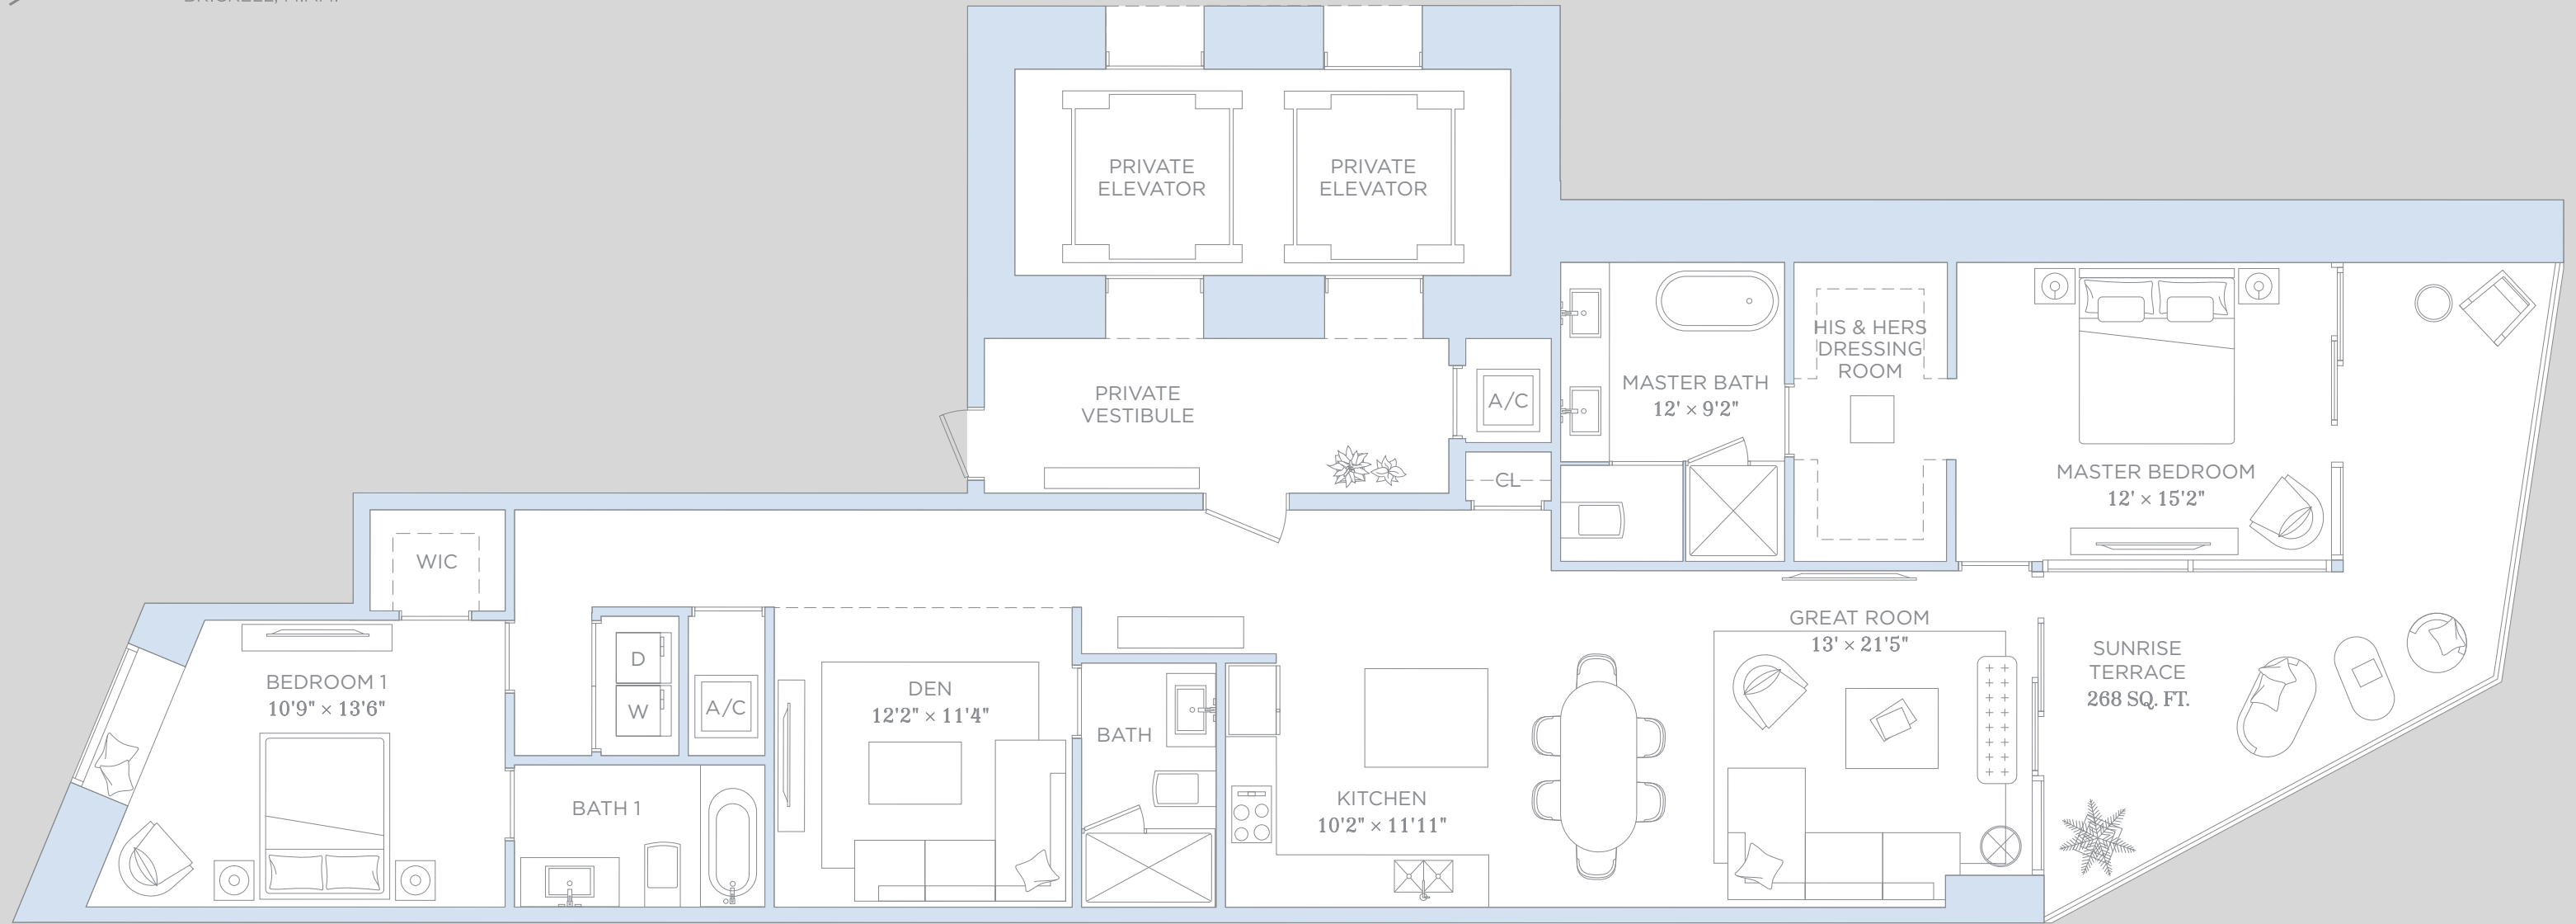 PRIVATE
ELEVATOR
PRIVATE
ELEVATOR
PRIVATE
VESTIBULE
A/C
CL
MASTER BATH
12' × 9'2"
HIS & HERS
DRESSING
ROOM
MASTER BEDROOM
12' × 15'2"
WIC
BEDROOM 1
10'9" × 13'6"
D
W
A/C
BATH 1
DEN
12'2" × 11'4"
BATH
KITCHEN
10'2" × 11'11"
GREAT ROOM
13' × 21'5"
SUNRISE
TERRACE
268 SQ. FT.